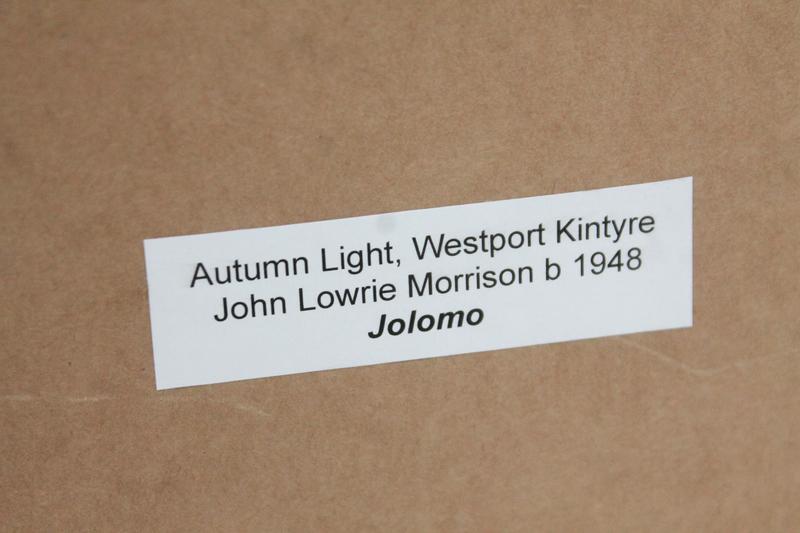 Autumn Light, Westport Kintyre
John Lowrie Morrison b 1948
Jolomo